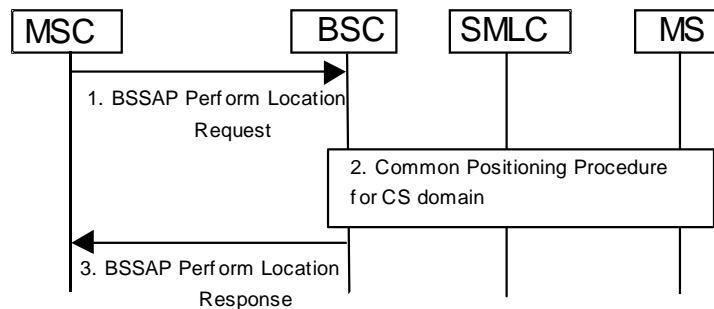 MSC
BSC
SMLC
MS
1. BSSAP Perform Location
Request
2. Common Positioning Procedure
for CS domain
3. BSSAP Perform Location
Response